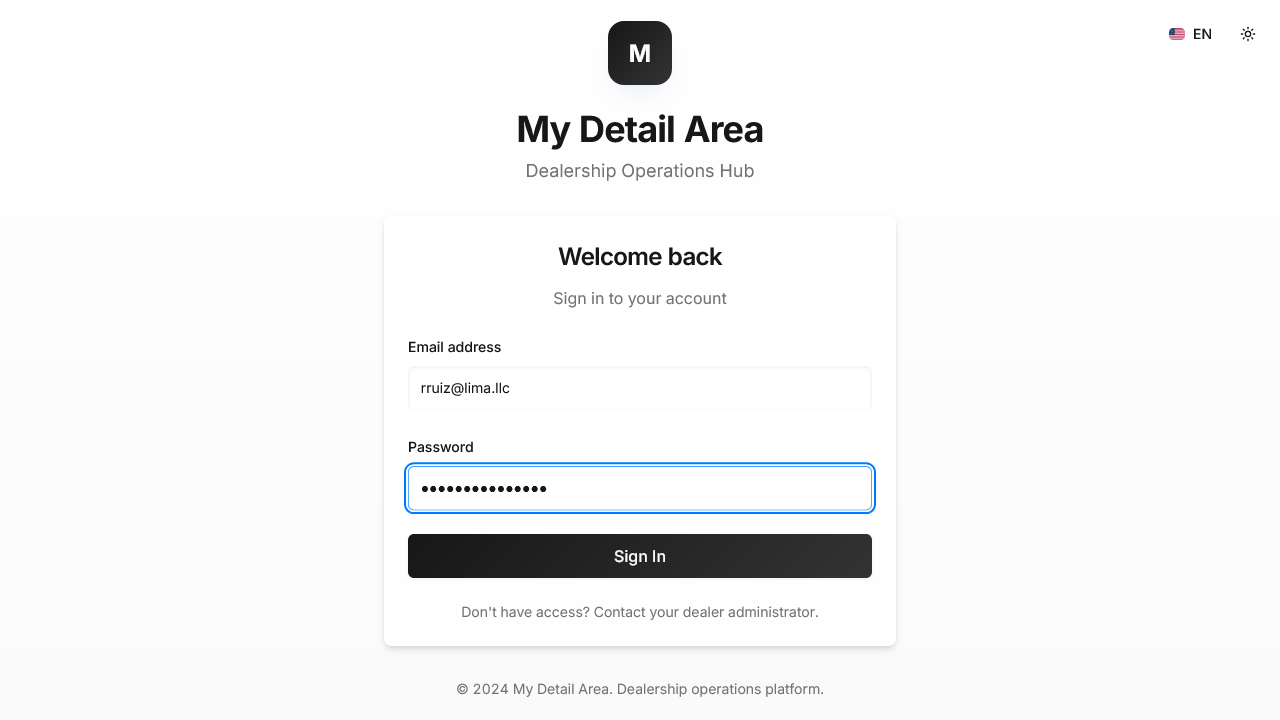 EN
M
My Detail Area
Dealership Operations Hub
Welcome back
Sign in to your account
Email address
rruiz@lima.llc
Password
•••••••••••••••
Sign In
Don't have access? Contact your dealer administrator.
© 2024 My Detail Area. Dealership operations platform.